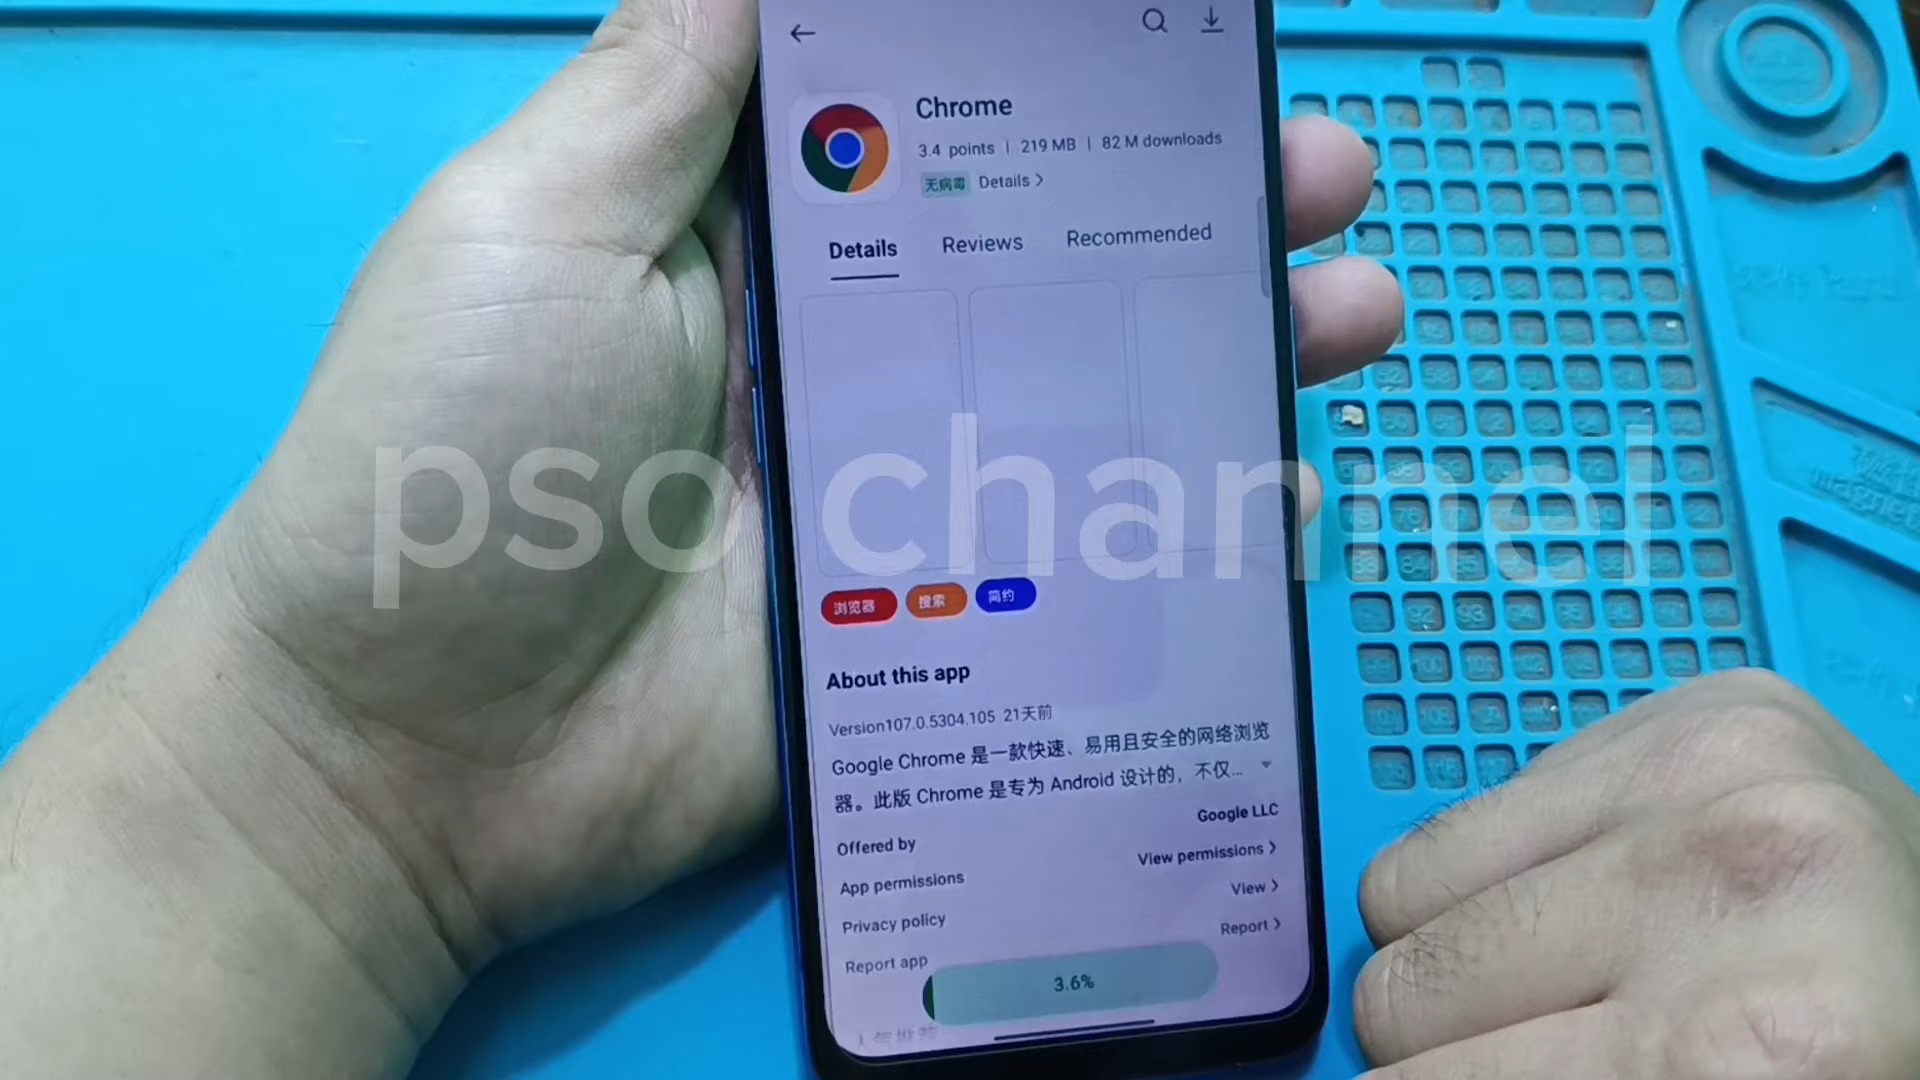 Chrome
3.4 points | 219 MB | 82 M downloads
无病毒 Details >
Details Reviews Recommended
pso channel
浏览器 搜索 简约
About this app
Version107.0.5304.105 21天前
Google Chrome 是一款快速、易用且安全的网络浏览
器。此版 Chrome 是专为 Android 设计的，不仅...
Offered by Google LLC
App permissions View permissions >
Privacy policy View >
Report app Report >
3.6%
人气推荐